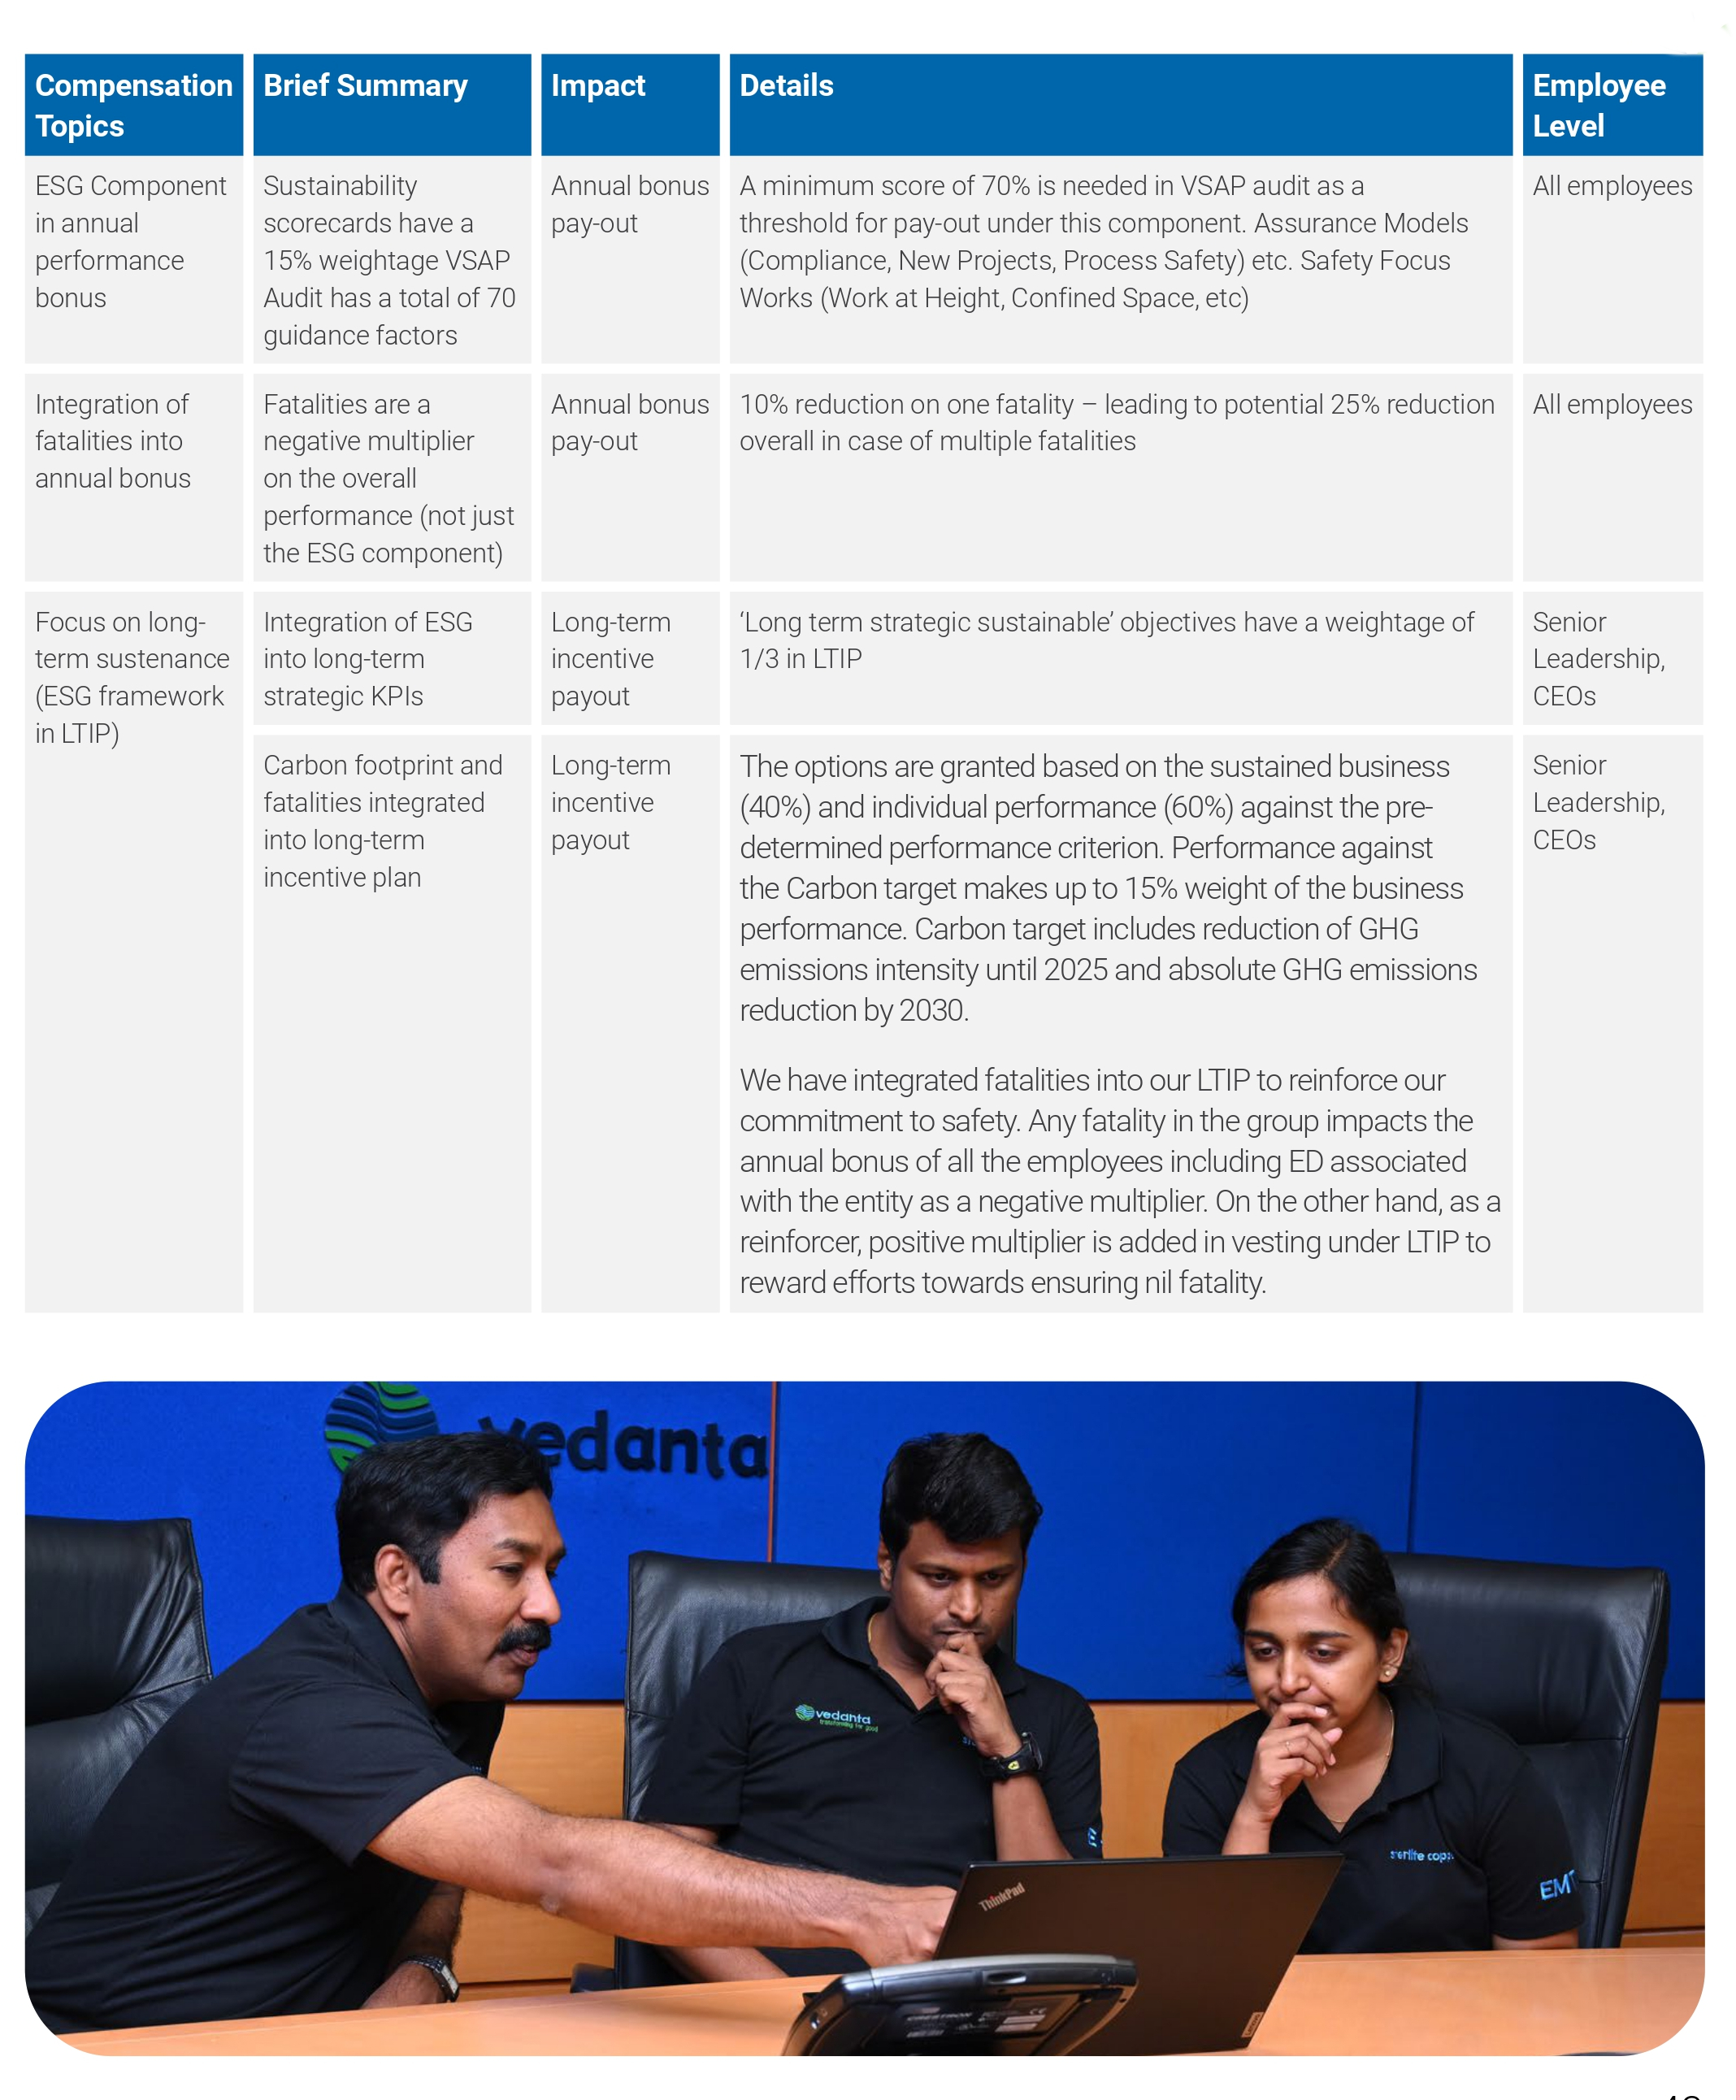 Compensation Topics
Brief Summary
Impact
Details
Employee Level
ESG Component
in annual
performance
bonus
Sustainability
scorecards have a
15% weightage VSAP
Audit has a total of 70
guidance factors
Annual bonus
pay-out
A minimum score of 70% is needed in VSAP audit as a
threshold for pay-out under this component. Assurance Models
(Compliance, New Projects, Process Safety) etc. Safety Focus
Works (Work at Height, Confined Space, etc)
All employees
Integration of
fatalities into
annual bonus
Fatalities are a
negative multiplier
on the overall
performance (not just
the ESG component)
Annual bonus
pay-out
10% reduction on one fatality – leading to potential 25% reduction
overall in case of multiple fatalities
All employees
Focus on long-
term sustenance
(ESG framework
in LTIP)
Integration of ESG
into long-term
strategic KPIs
Long-term
incentive
payout
‘Long term strategic sustainable’ objectives have a weightage of
1/3 in LTIP
Senior
Leadership,
CEOs
Carbon footprint and
fatalities integrated
into long-term
incentive plan
Long-term
incentive
payout
The options are granted based on the sustained business
(40%) and individual performance (60%) against the pre-
determined performance criterion. Performance against
the Carbon target makes up to 15% weight of the business
performance. Carbon target includes reduction of GHG
emissions intensity until 2025 and absolute GHG emissions
reduction by 2030.
We have integrated fatalities into our LTIP to reinforce our
commitment to safety. Any fatality in the group impacts the
annual bonus of all the employees including ED associated
with the entity as a negative multiplier. On the other hand, as a
reinforcer, positive multiplier is added in vesting under LTIP to
reward efforts towards ensuring nil fatality.
Senior
Leadership,
CEOs
vedanta
vedanta
transforming for good
sterlite copp
EMT
ThinkPad
CRESTRON
Lenovo